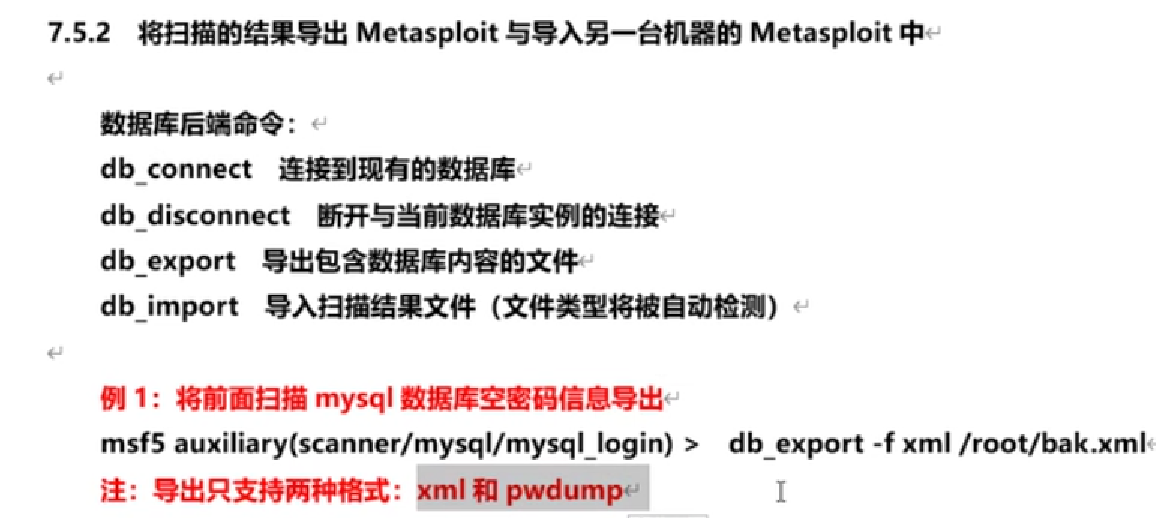 7.5.2 将扫描的结果导出 Metasploit 与导入另一台机器的 Metasploit 中
数据库后端命令：
db_connect 连接到现有的数据库
db_disconnect 断开与当前数据库实例的连接
db_export 导出包含数据库内容的文件
db_import 导入扫描结果文件（文件类型将被自动检测）
例 1：将前面扫描 mysql 数据库空密码信息导出
msf5 auxiliary(scanner/mysql/mysql_login) > db_export -f xml /root/bak.xml
注：导出只支持两种格式：xml 和 pwdump